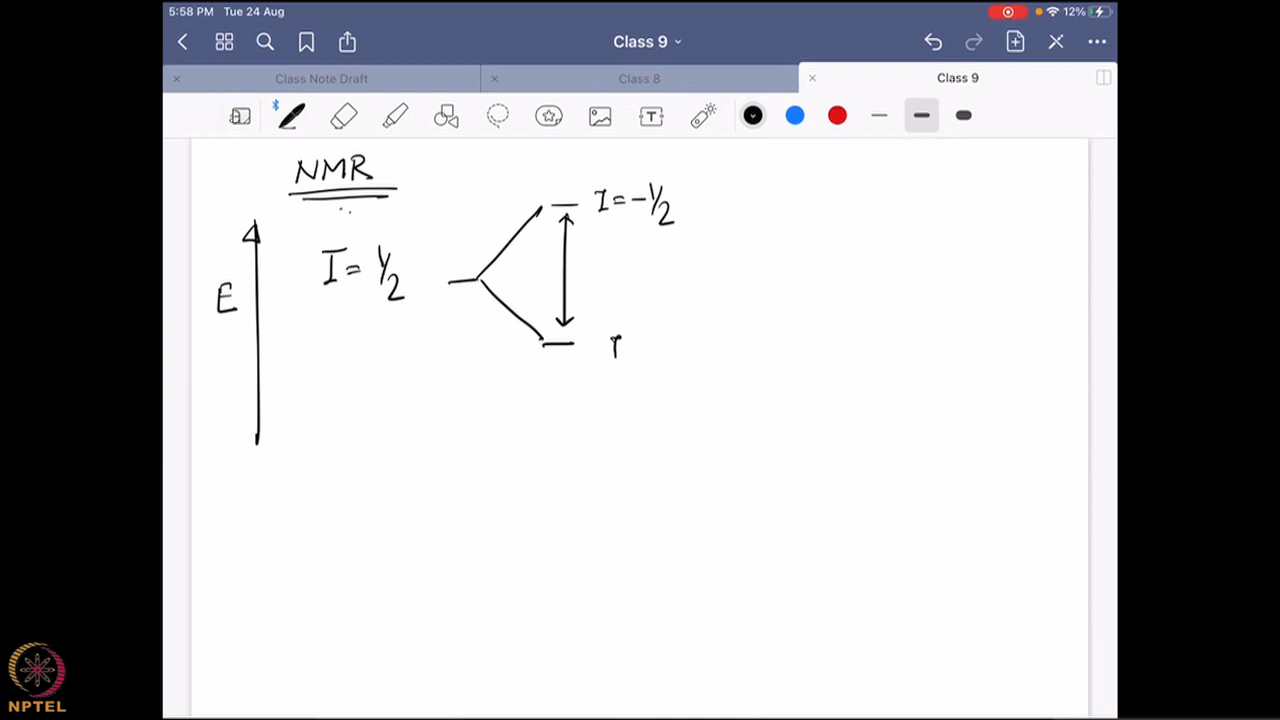 5:58 PM Tue 24 Aug
12%
Class 9
Class Note Draft
Class 8
Class 9
T
NMR
I = -1/2
I = 1/2
E
I
NPTEL